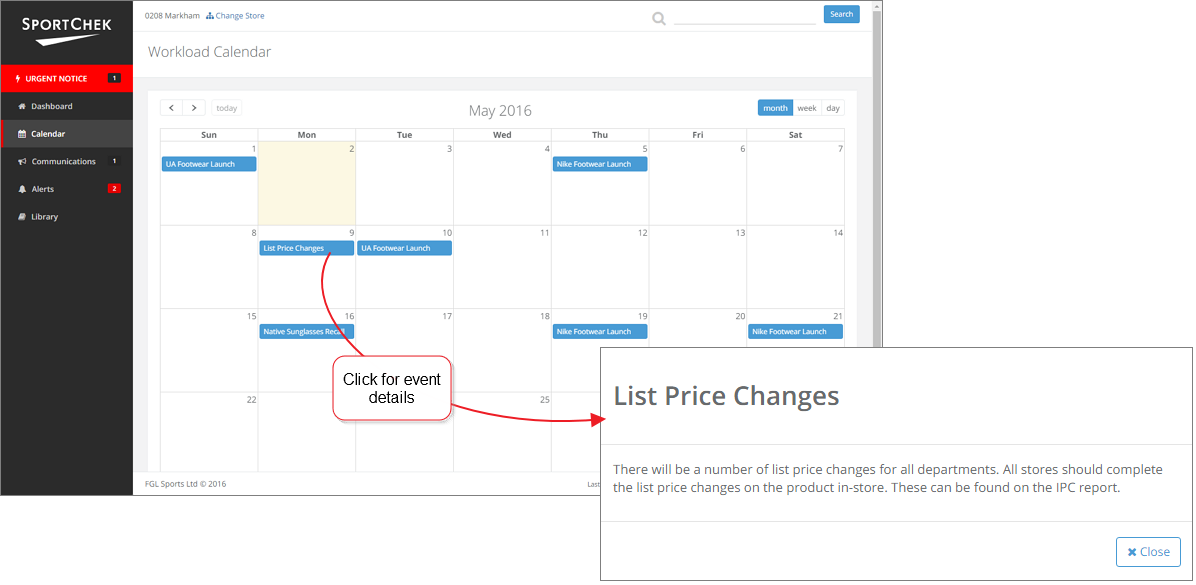 SPORTCHEK
0208 Markham Change Store
Search
Workload Calendar
URGENT NOTICE 1
Dashboard
Calendar
Communications 1
Alerts 2
Library
today
May 2016
month week day
Sun Mon Tue Wed Thu Fri Sat
1 2 3 4 5 6 7
UA Footwear Launch Nike Footwear Launch
8 9 10 11 12 13 14
List Price Changes UA Footwear Launch
15 16 17 18 19 20 21
Native Sunglasses Nike Footwear Launch Nike Footwear Launch
22 25
Click for event
details
List Price Changes
There will be a number of list price changes for all departments. All stores should complete
the list price changes on the product in-store. These can be found on the IPC report.
Close
FGL Sports Ltd © 2016
Last